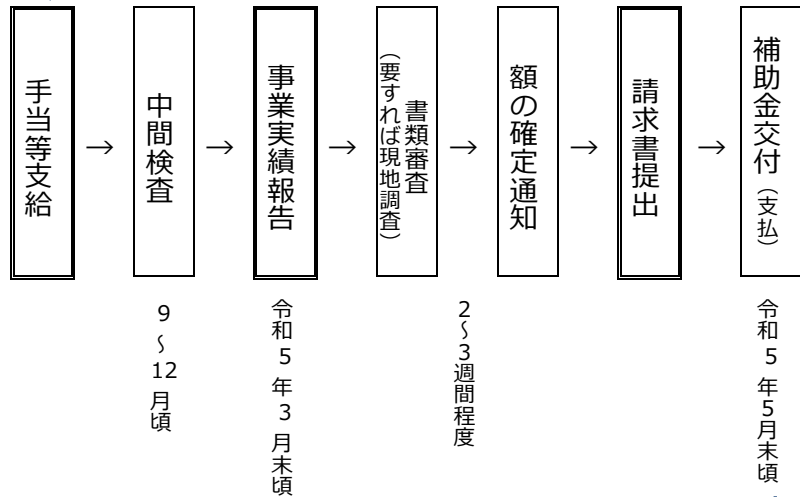 手当等支給
→
中間検査
→
事業実績報告
→
書類審査
（要すれば現地調査）
→
額の確定通知
→
請求書提出
→
補助金交付（支払）
9～12月頃
令和5年3月末頃
2～3週間程度
令和5年5月末頃